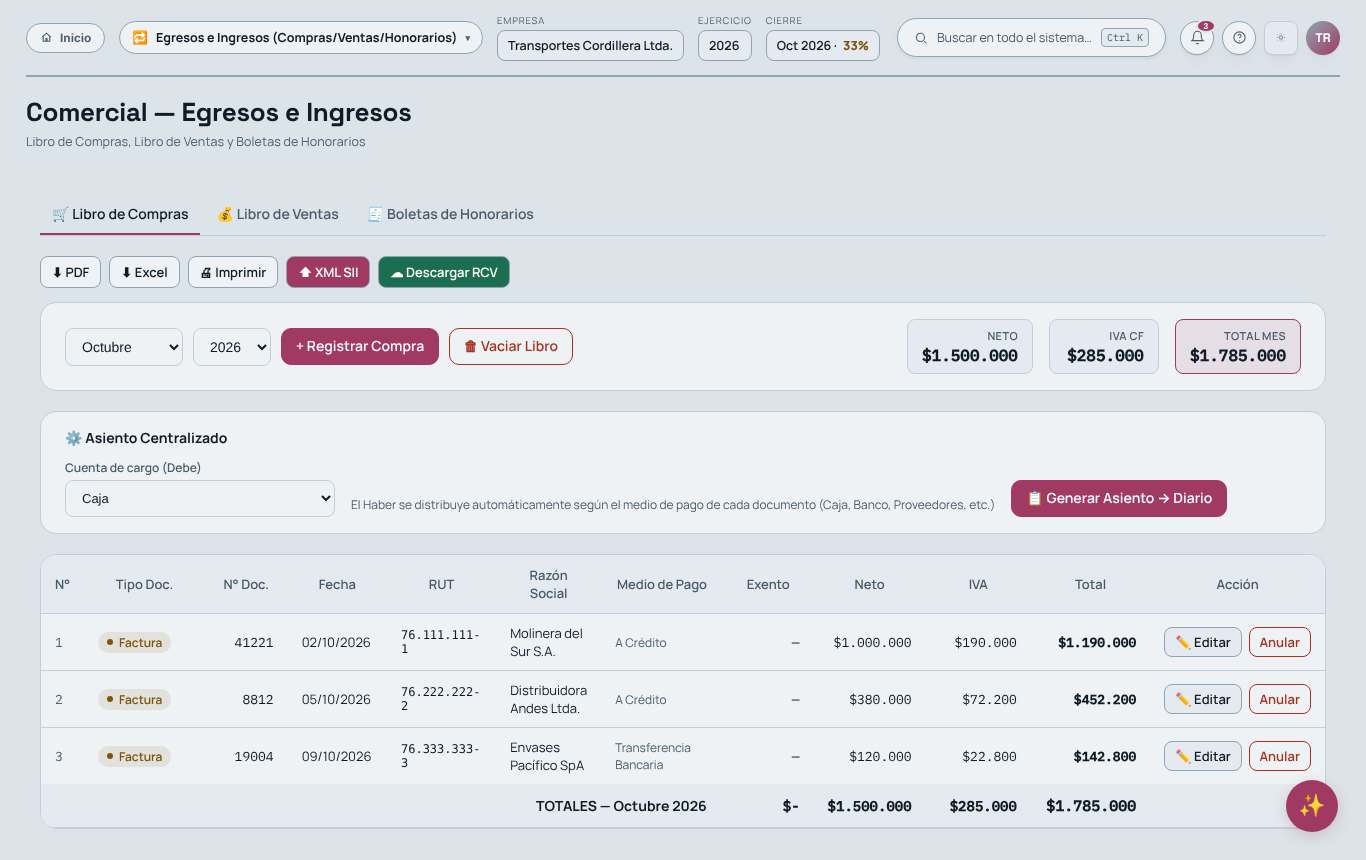 Inicio
Egresos e Ingresos (Compras/Ventas/Honorarios)
EMPRESA
Transportes Cordillera Ltda.
EJERCICIO
2026
CIERRE
Oct 2026 · 33%
Buscar en todo el sistema... Ctrl K
3
TR
Comercial — Egresos e Ingresos
Libro de Compras, Libro de Ventas y Boletas de Honorarios
Libro de Compras
Libro de Ventas
Boletas de Honorarios
PDF
Excel
Imprimir
XML SII
Descargar RCV
Octubre
2026
+ Registrar Compra
Vaciar Libro
NETO
$1.500.000
IVA CF
$285.000
TOTAL MES
$1.785.000
Asiento Centralizado
Cuenta de cargo (Debe)
Caja
El Haber se distribuye automáticamente según el medio de pago de cada documento (Caja, Banco, Proveedores, etc.)
Generar Asiento → Diario
N° Tipo Doc. N° Doc. Fecha RUT Razón Social Medio de Pago Exento Neto IVA Total Acción
1 Factura 41221 02/10/2026 76.111.111-1 Molinera del Sur S.A. A Crédito — $1.000.000 $190.000 $1.190.000 Editar Anular
2 Factura 8812 05/10/2026 76.222.222-2 Distribuidora Andes Ltda. A Crédito — $380.000 $72.200 $452.200 Editar Anular
3 Factura 19004 09/10/2026 76.333.333-3 Envases Pacífico SpA Transferencia Bancaria — $120.000 $22.800 $142.800 Editar Anular
TOTALES — Octubre 2026 $- $1.500.000 $285.000 $1.785.000